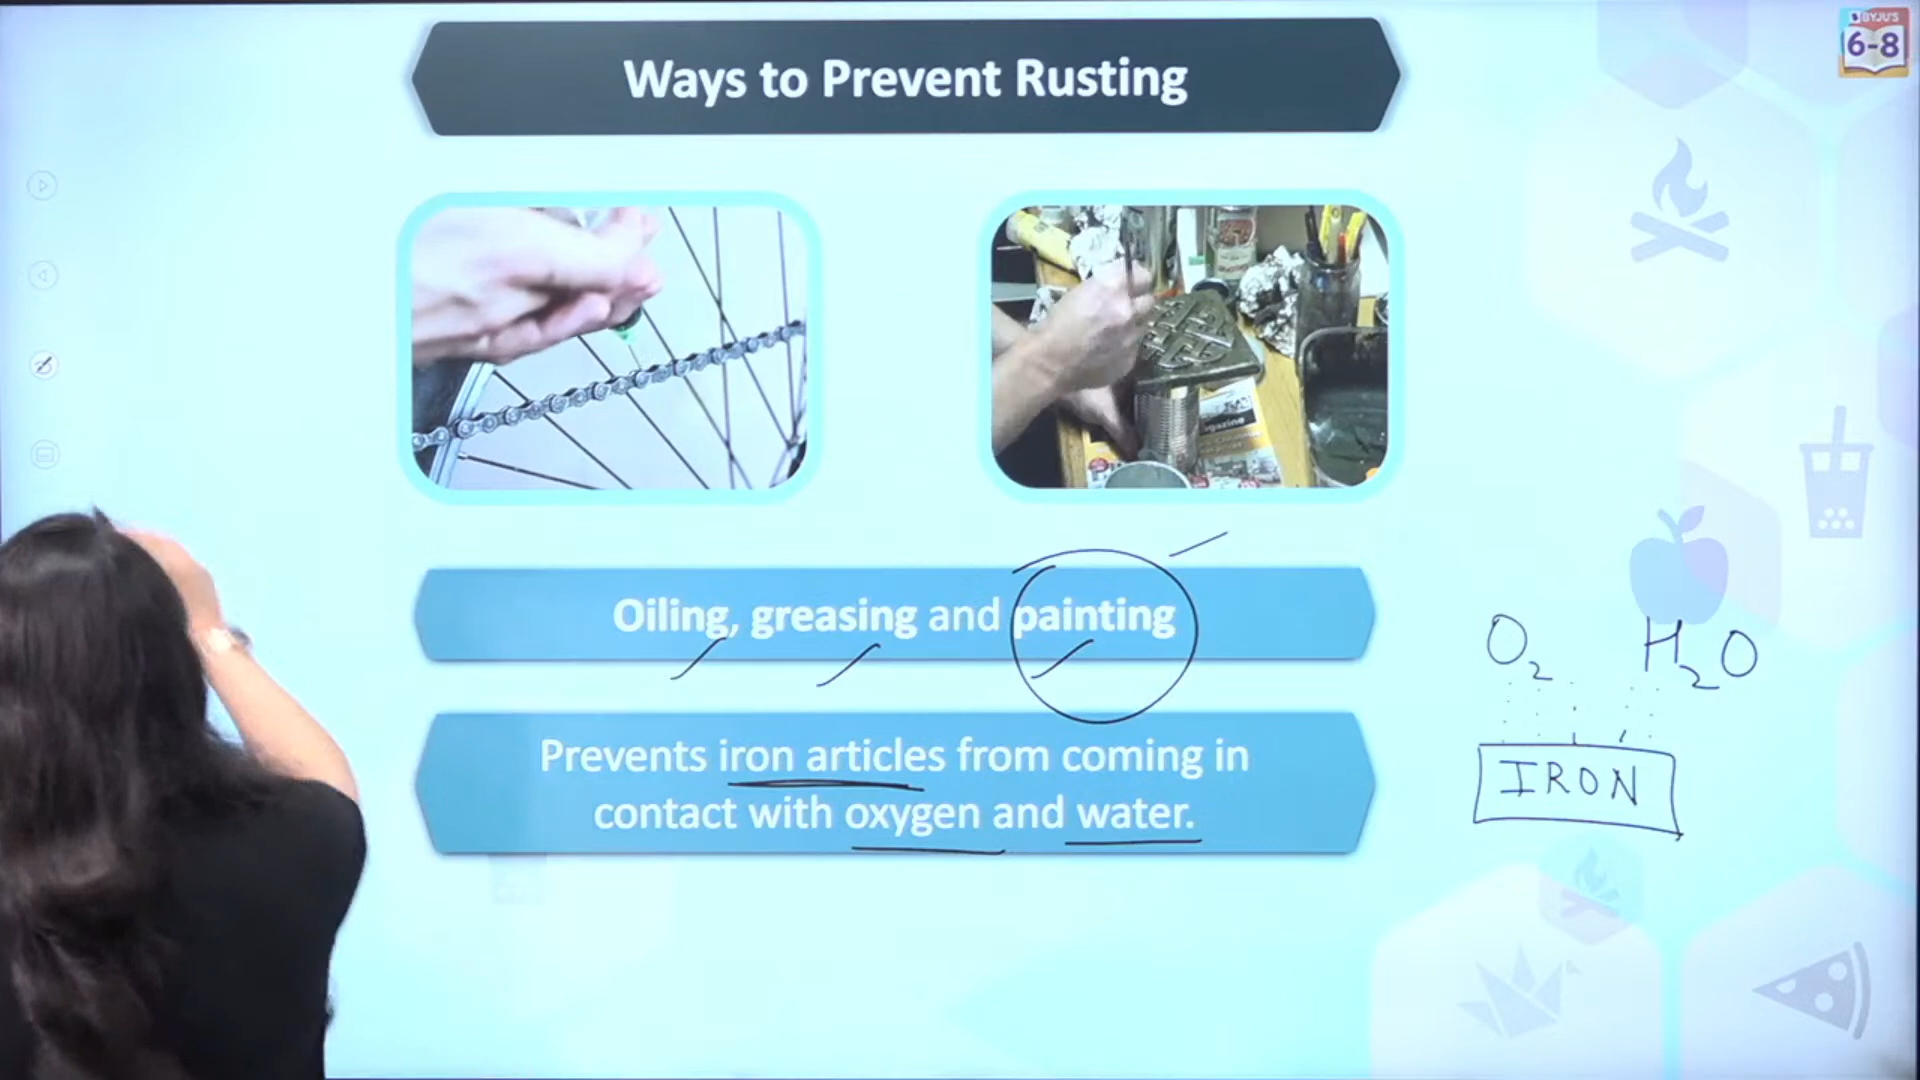 BYJU'S
6-8
Ways to Prevent Rusting
Oiling, greasing and painting
Prevents iron articles from coming in
contact with oxygen and water.
O2 H2O
IRON